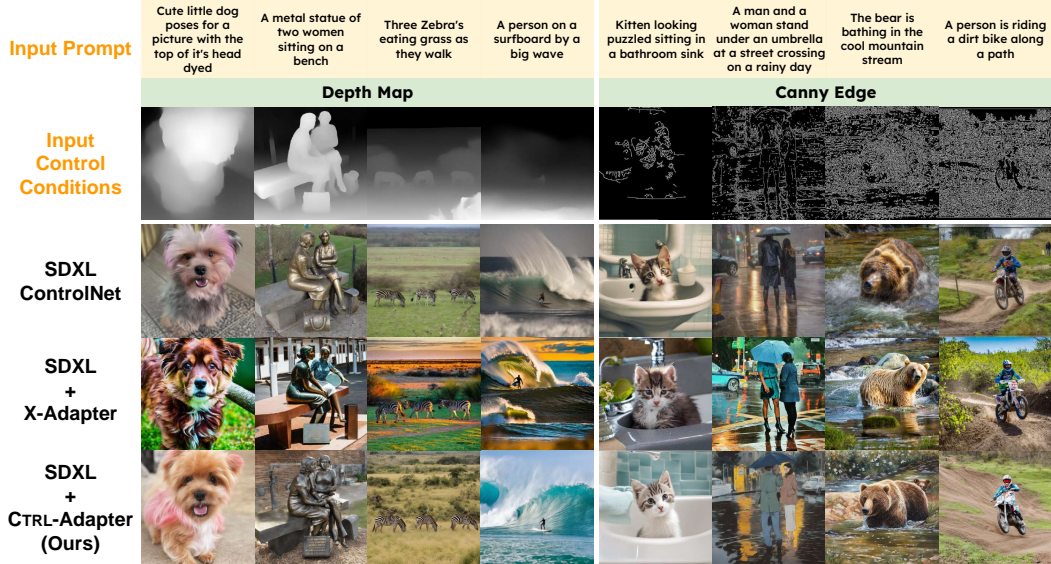 Input Prompt
Cute little dog
poses for a
picture with the
top of it's head
dyed
A metal statue of
two women
sitting on a
bench
Three Zebra's
eating grass as
they walk
A person on a
surfboard by a
big wave
Kitten looking
puzzled sitting in
a bathroom sink
A man and a
woman stand
under an umbrella
at a street crossing
on a rainy day
The bear is
bathing in the
cool mountain
stream
A person is riding
a dirt bike along
a path
Depth Map
Canny Edge
Input
Control
Conditions
SDXL
ControlNet
SDXL
+
X-Adapter
SDXL
+
CTRL-Adapter
(Ours)